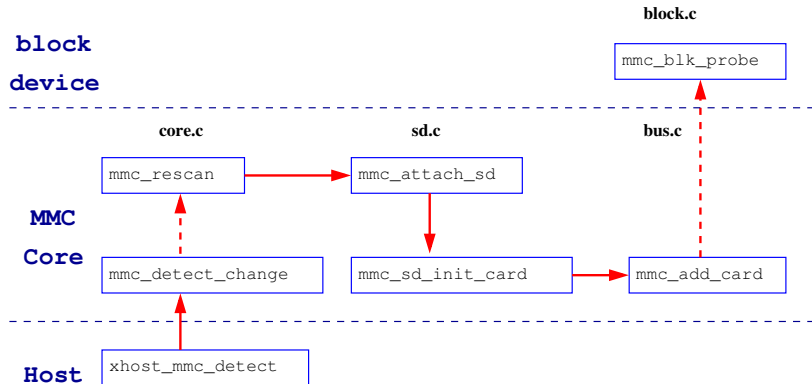 block.c
block
device
mmc_blk_probe
core.c
sd.c
bus.c
mmc_rescan
mmc_attach_sd
MMC
Core
mmc_detect_change
mmc_sd_init_card
mmc_add_card
Host
xhost_mmc_detect